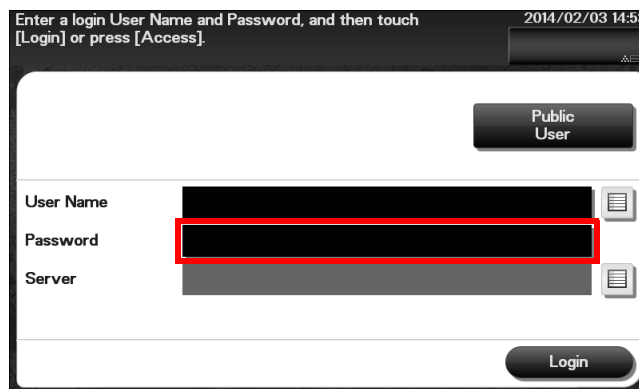 Enter a login User Name and Password, and then touch
[Login] or press [Access].
2014/02/03 14:5
Public
User
User Name
Password
Server
Login